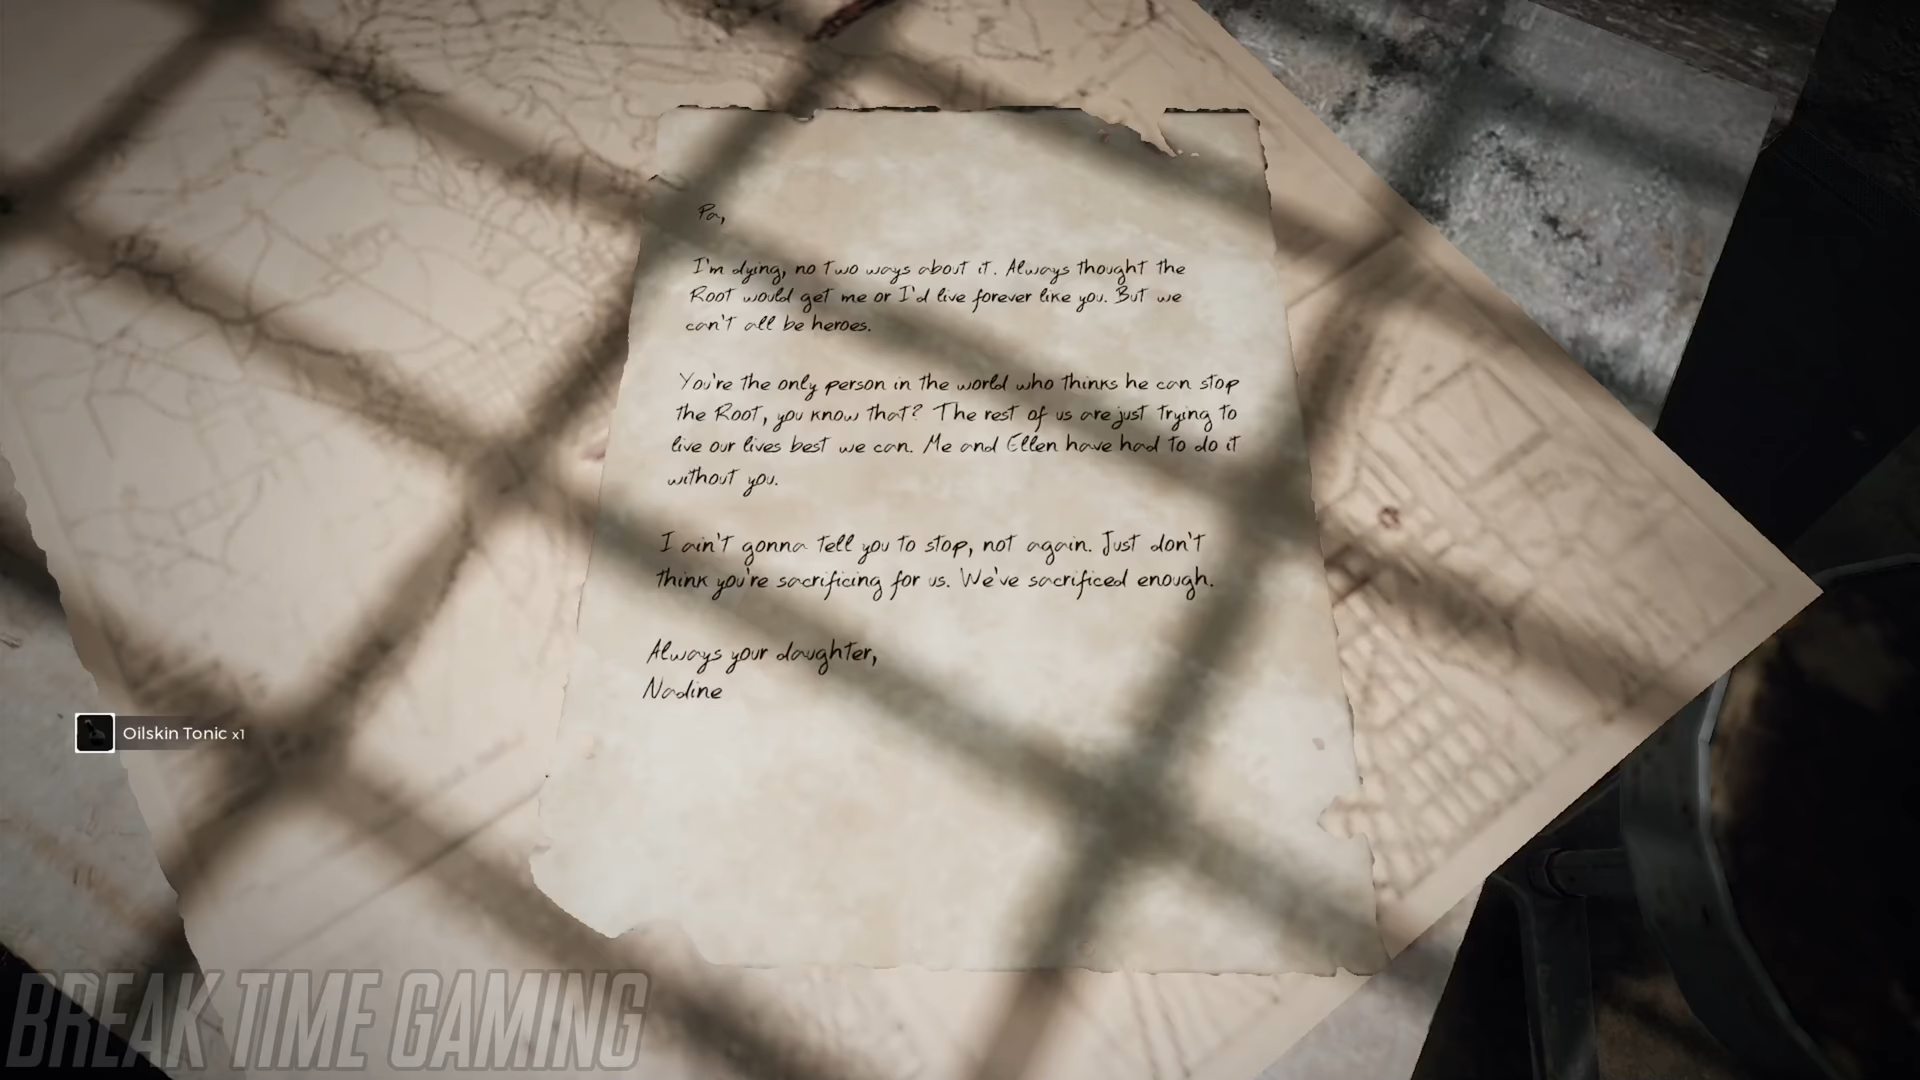 Pa,
I'm dying, no two ways about it. Always thought the
Root would get me or I'd live forever like you. But we
can't all be heroes.
You're the only person in the world who thinks he can stop
the Root, you know that? The rest of us are just trying to
live our lives best we can. Me and Ellen have had to do it
without you.
I ain't gonna tell you to stop, not again. Just don't
think you're sacrificing for us. We've sacrificed enough.
Always your daughter,
Nadine
Oilskin Tonic x1
BREAK TIME GAMING